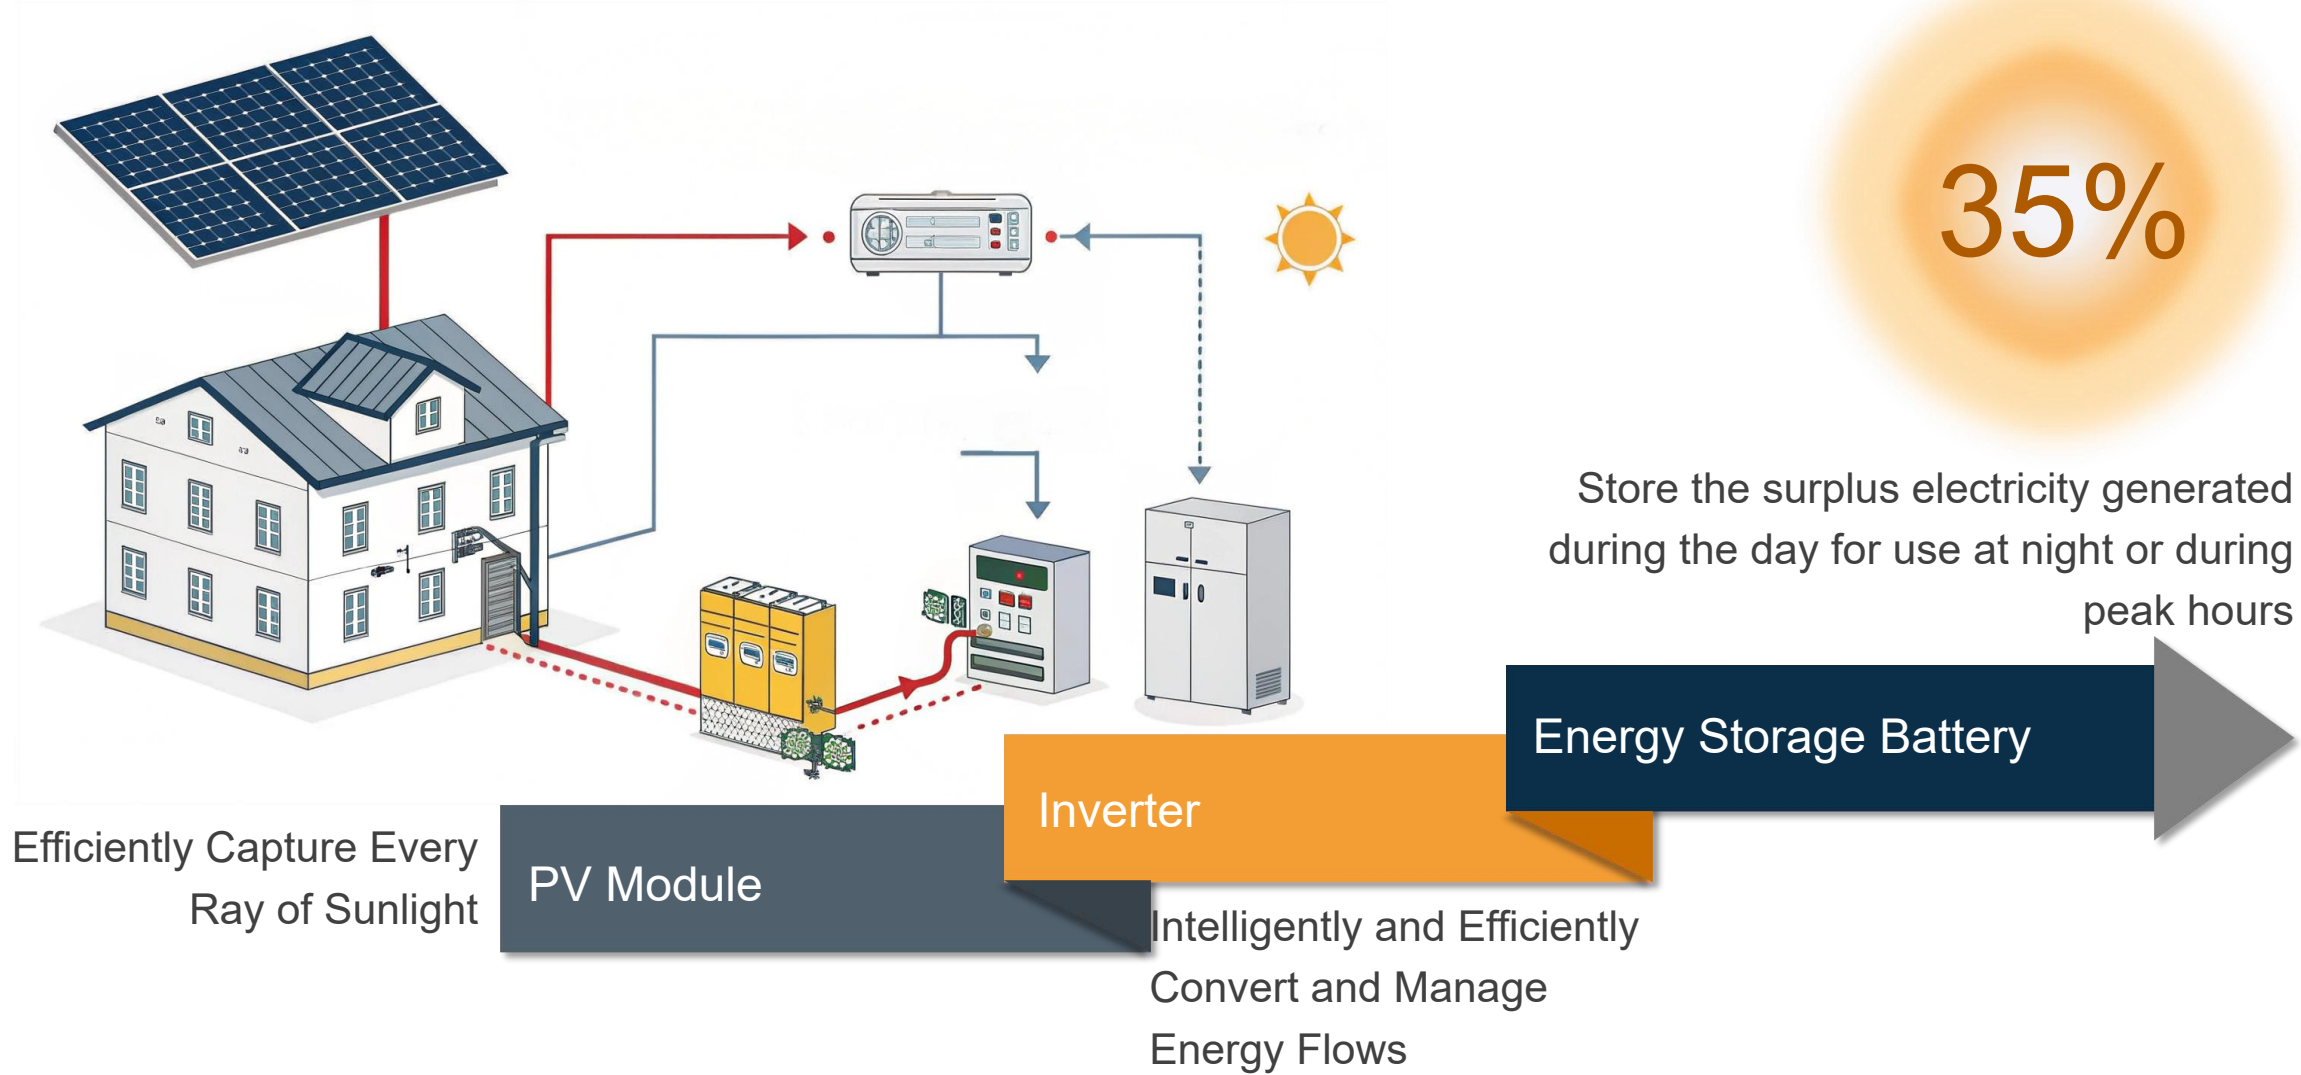 35%
Store the surplus electricity generated
during the day for use at night or during
peak hours
Energy Storage Battery
Inverter
Efficiently Capture Every
Ray of Sunlight
PV Module
Intelligently and Efficiently
Convert and Manage
Energy Flows